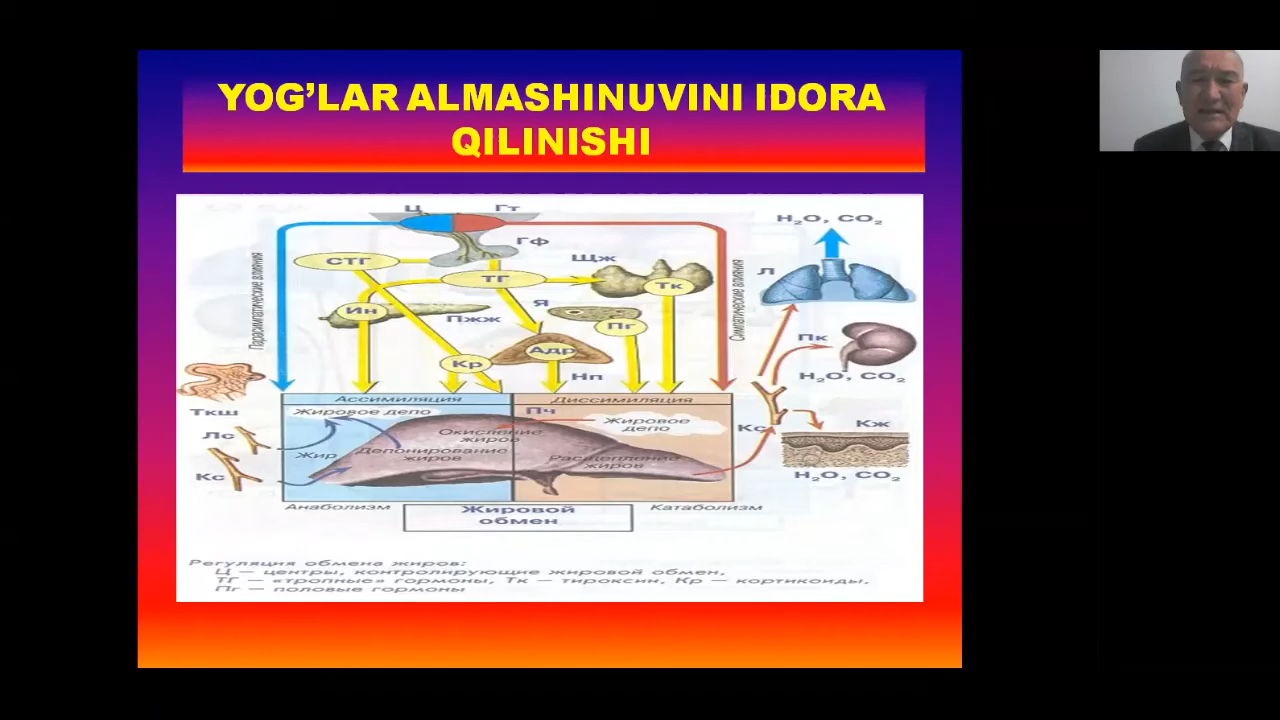 YOG’LAR ALMASHINUVINI IDORA
QILINISHI
Ц
Гт
Гф
СТГ
ТГ
Щж
Тк
Ин
Пжж
Я
Пг
Адр
Кр
Нп
Парасимпатические влияния
Симпатические влияния
H₂O, CO₂
Л
Пк
H₂O, CO₂
Ткш
Лс
Кс
Ассимиляция
Диссимиляция
Жировое депо
Пч
Жировое
депо
Окисление
жиров
Жир
Депонирование
жиров
Расщепление
жиров
Кс
Кж
H₂O, CO₂
Анаболизм
Жировой
обмен
Катаболизм
Регуляция обмена жиров:
Ц — центры, контролирующие жировой обмен,
ТГ — «тропные» гормоны, Тк — тироксин, Кр — кортикоиды,
Пг — половые гормоны